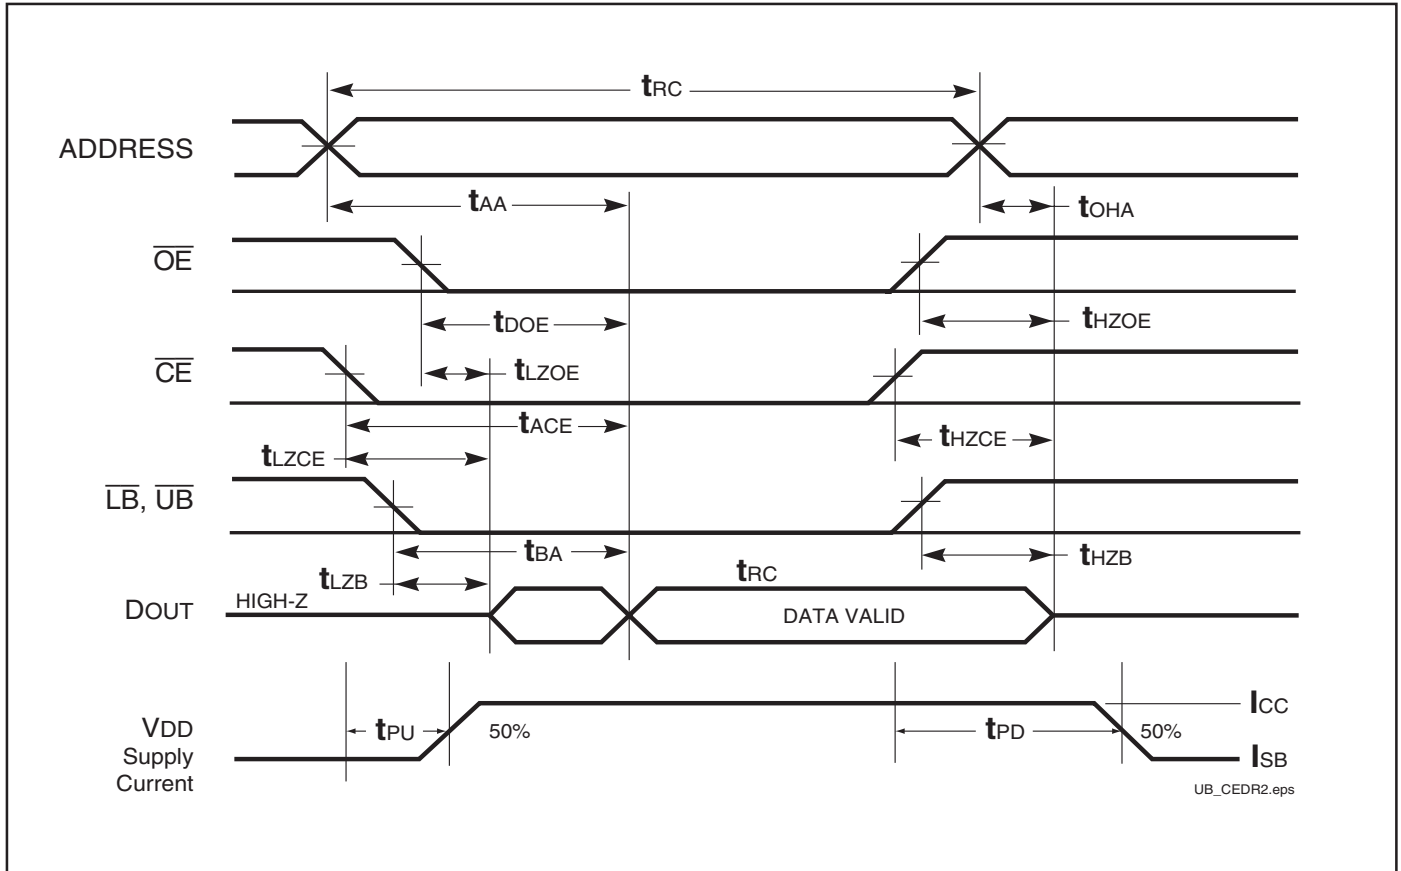 tRC
ADDRESS
tAA
tOHA
OE
tDOE
tHZOE
CE
tLZOE
tACE
tHZCE
tLZCE
LB, UB
tBA
tHZB
tLZB
tRC
DOUT
HIGH-Z
DATA VALID
VDD
Supply
Current
tPU
50%
tPD
50%
ICC
ISB
UB_CEDR2.eps